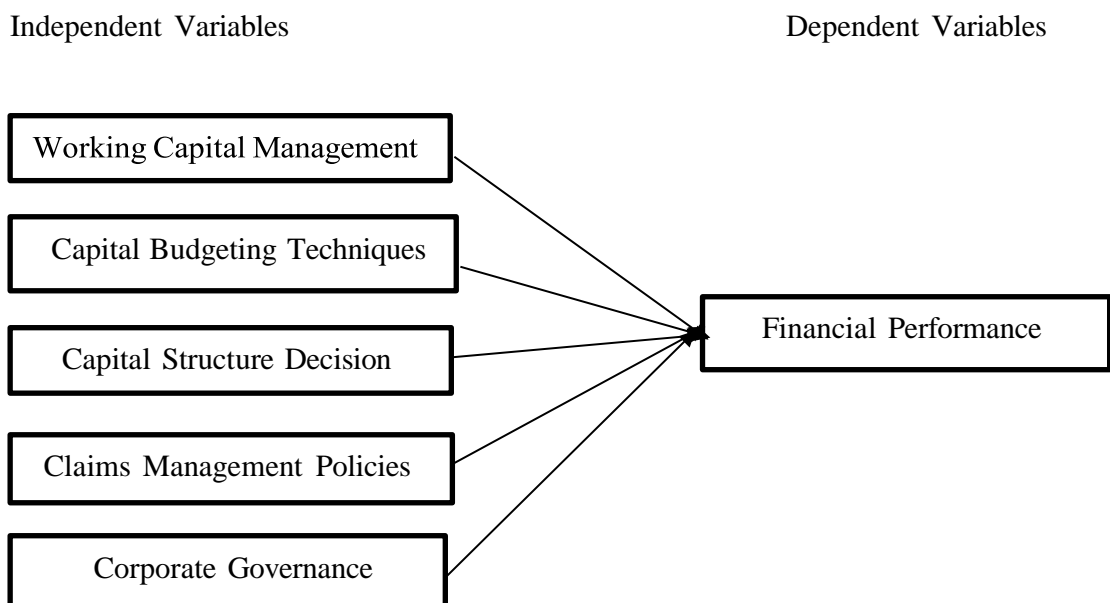 Independent Variables
Dependent Variables
Working Capital Management
Capital Budgeting Techniques
Capital Structure Decision
Financial Performance
Claims Management Policies
Corporate Governance